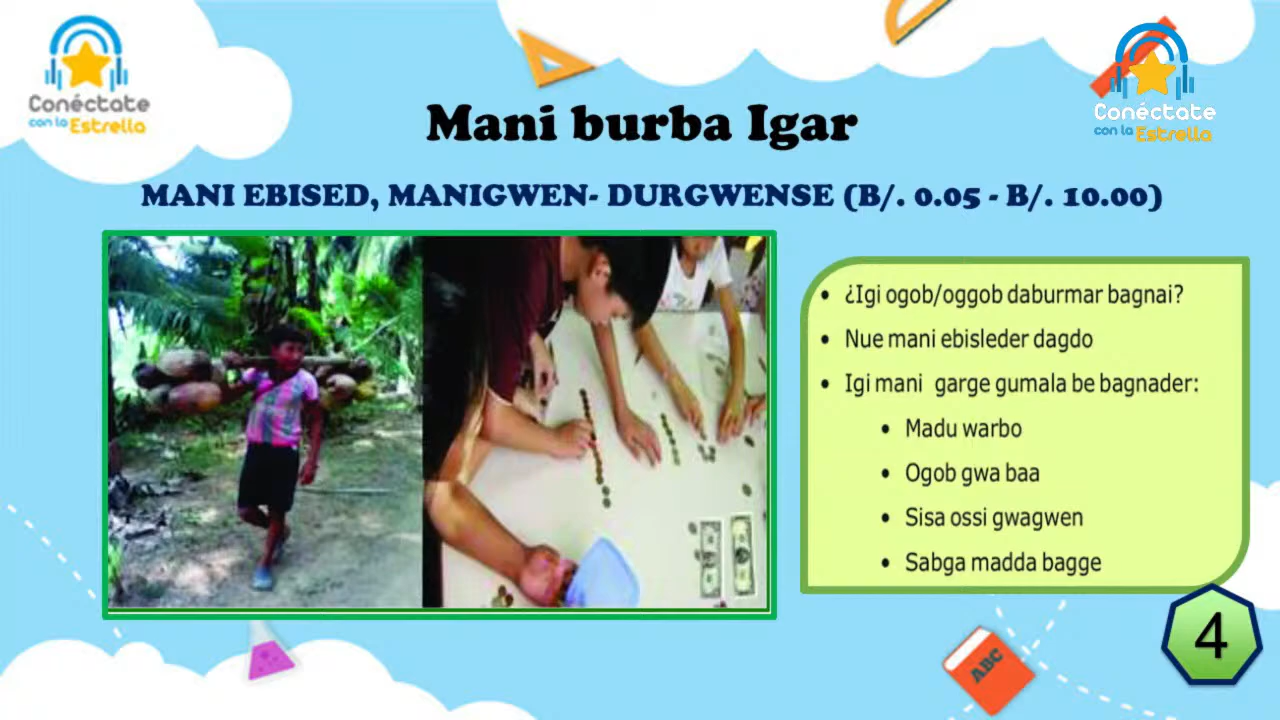 Conéctate
con la Estrella
Conéctate
con la Estrella
Mani burba Igar
MANI EBISED, MANIGWEN- DURGWENSE (B/. 0.05 - B/. 10.00)
• ¿Igi ogob/oggob daburmar bagnai?
• Nue mani ebisleder dagdo
• Igi mani garge gumala be bagnader:
• Madu warbo
• Ogob gwa baa
• Sisa ossi gwagwen
• Sabga madda bagge
4
ABC